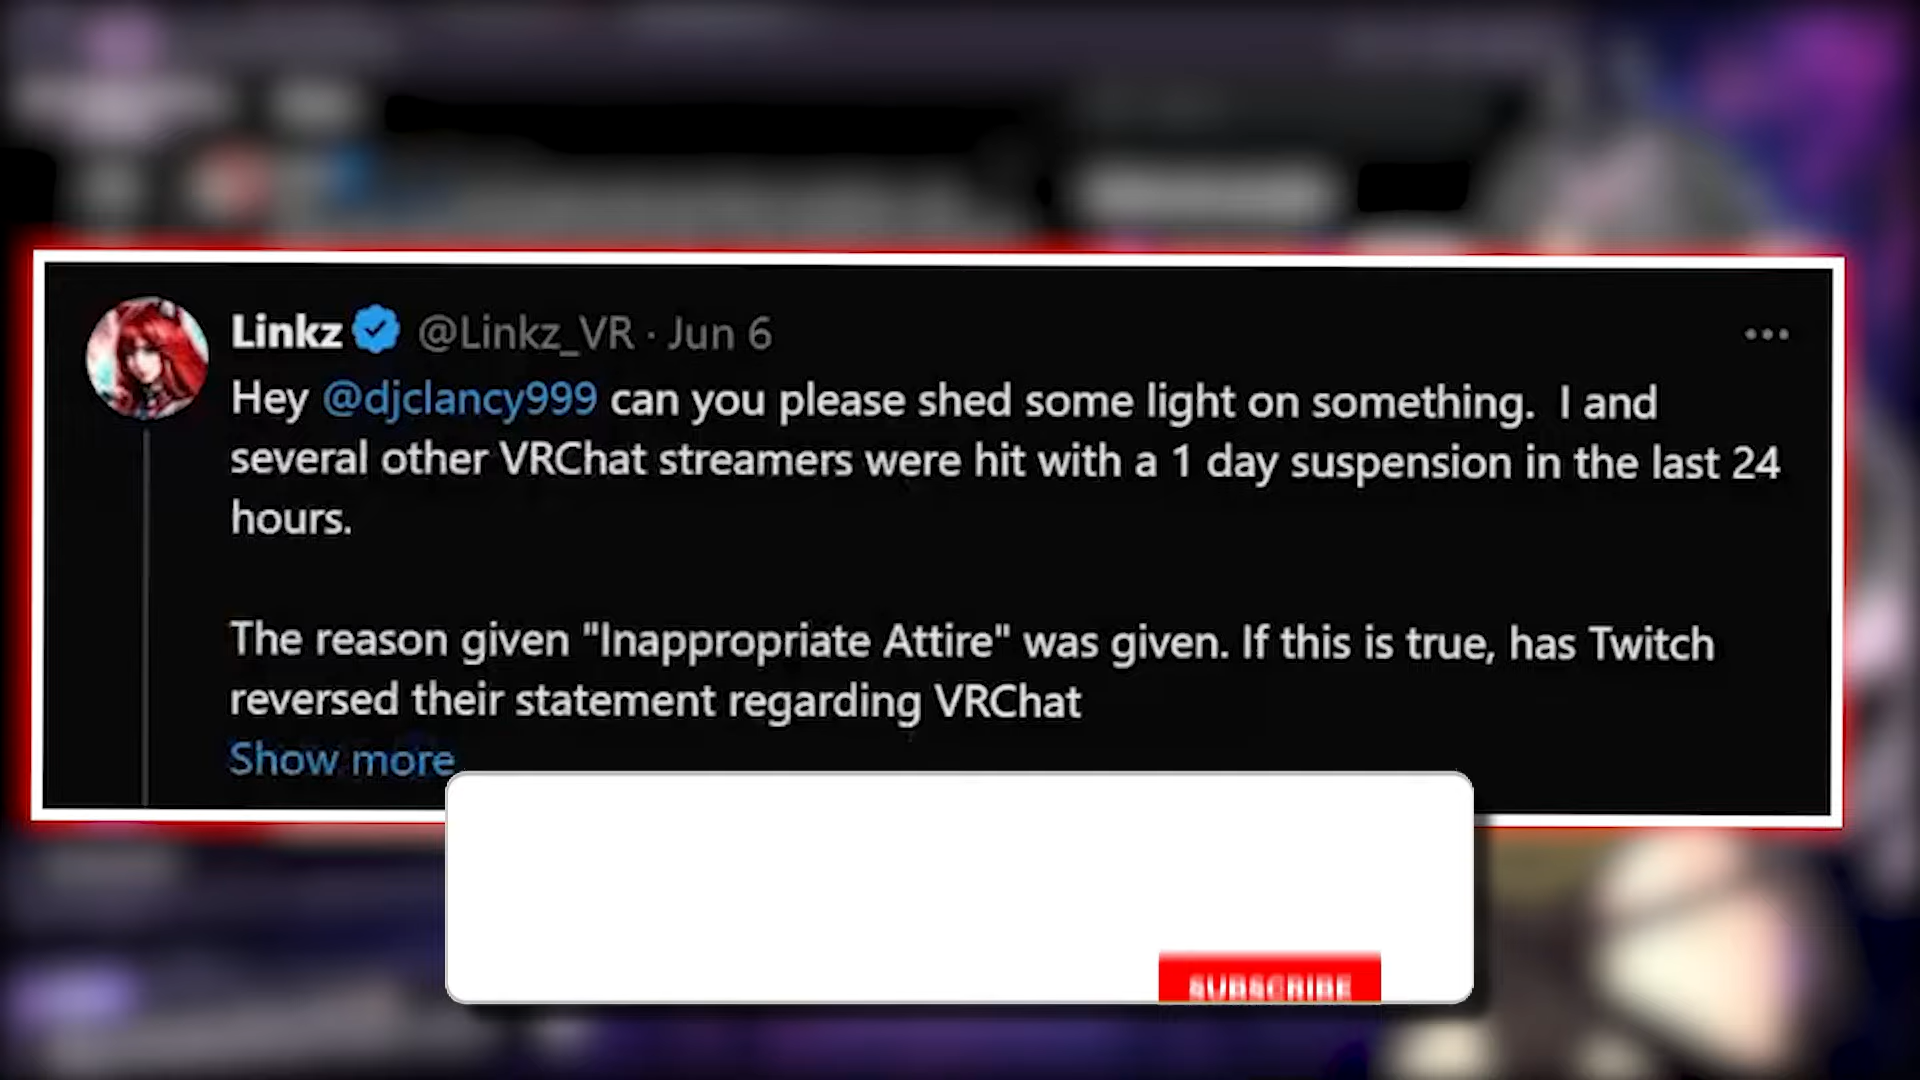 Linkz @Linkz_VR · Jun 6
Hey @djclancy999 can you please shed some light on something. I and
several other VRChat streamers were hit with a 1 day suspension in the last 24
hours.
The reason given "Inappropriate Attire" was given. If this is true, has Twitch
reversed their statement regarding VRChat
Show more
SUBSCRIBE